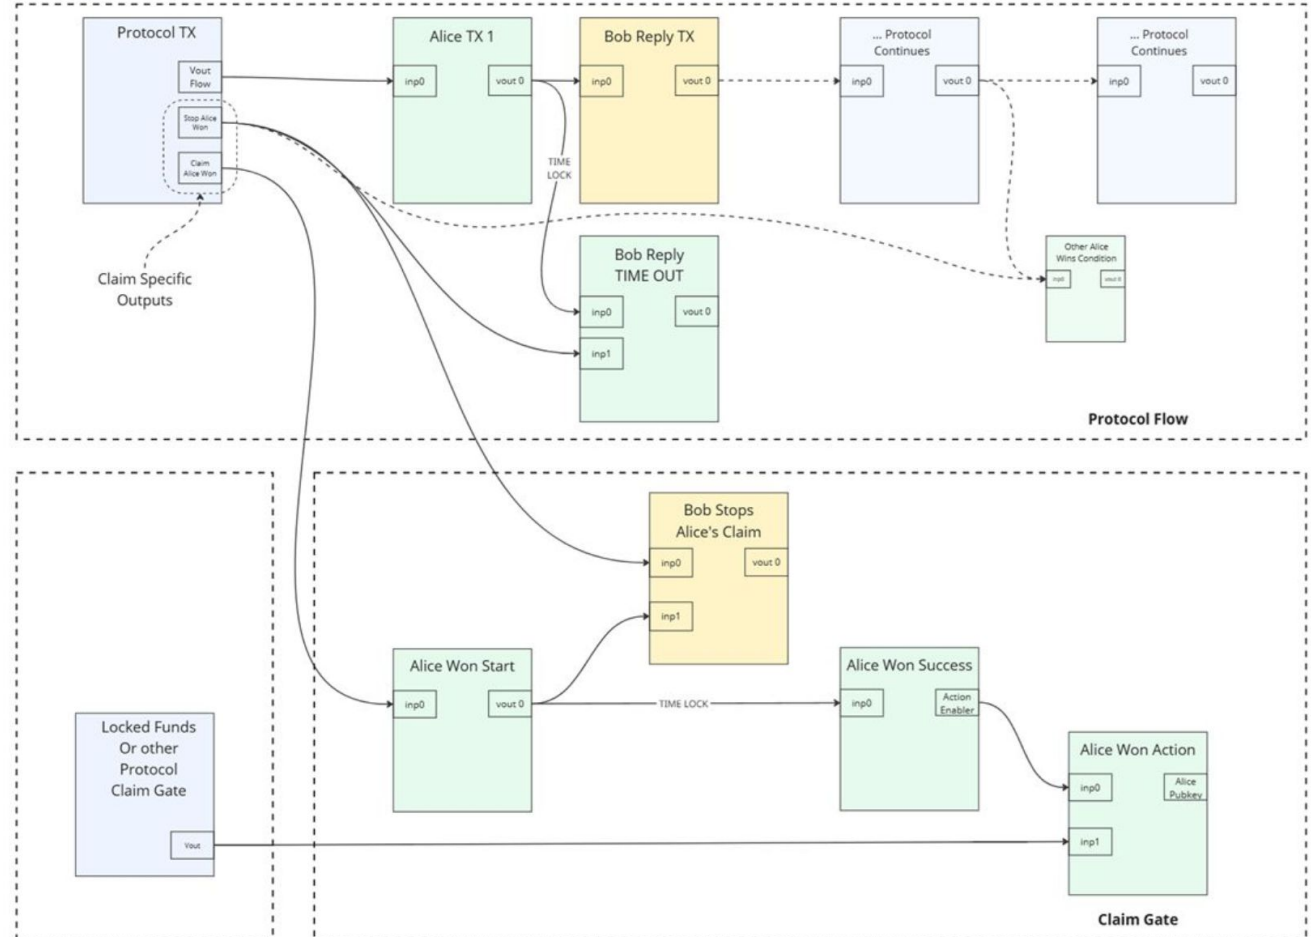 Protocol TX
Vout
Flow
Stop Alice
Won
Claim
Alice Won
Claim Specific
Outputs
Alice TX 1
inp0
vout 0
TIME
LOCK
Bob Reply TX
inp0
vout 0
... Protocol
Continues
inp0
vout 0
... Protocol
Continues
inp0
vout 0
Bob Reply
TIME OUT
inp0
vout 0
inp1
Other Alice
Wins Condition
inp0
vout 0
Protocol Flow
Bob Stops
Alice's Claim
inp0
vout 0
inp1
Alice Won Start
inp0
vout 0
TIME LOCK
Alice Won Success
inp0
Action
Enabler
Locked Funds
Or other
Protocol
Claim Gate
Vout
Alice Won Action
inp0
Alice
Pubkey
inp1
Claim Gate